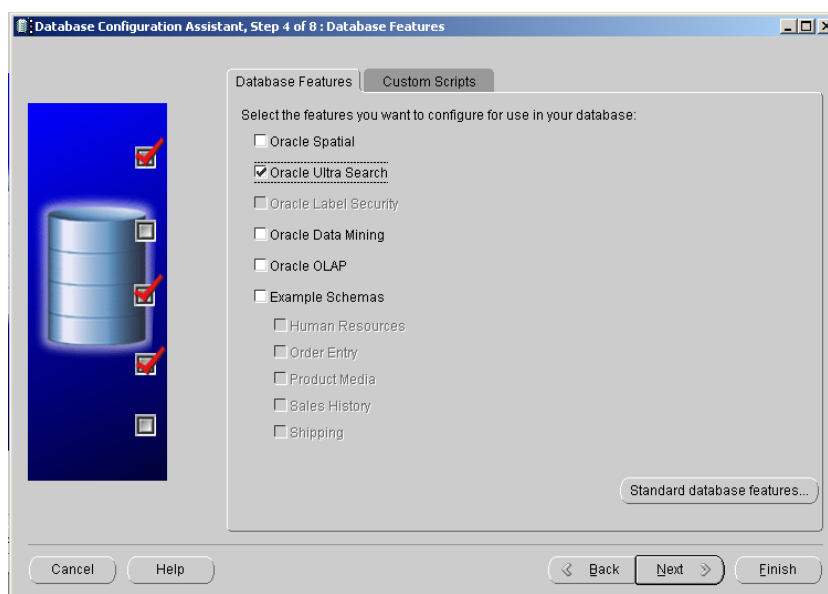 Database Configuration Assistant, Step 4 of 8 : Database Features
Database Features
Custom Scripts
Select the features you want to configure for use in your database:
Oracle Spatial
Oracle Ultra Search
Oracle Label Security
Oracle Data Mining
Oracle OLAP
Example Schemas
Human Resources
Order Entry
Product Media
Sales History
Shipping
Standard database features...
Cancel
Help
Back
Next
Finish